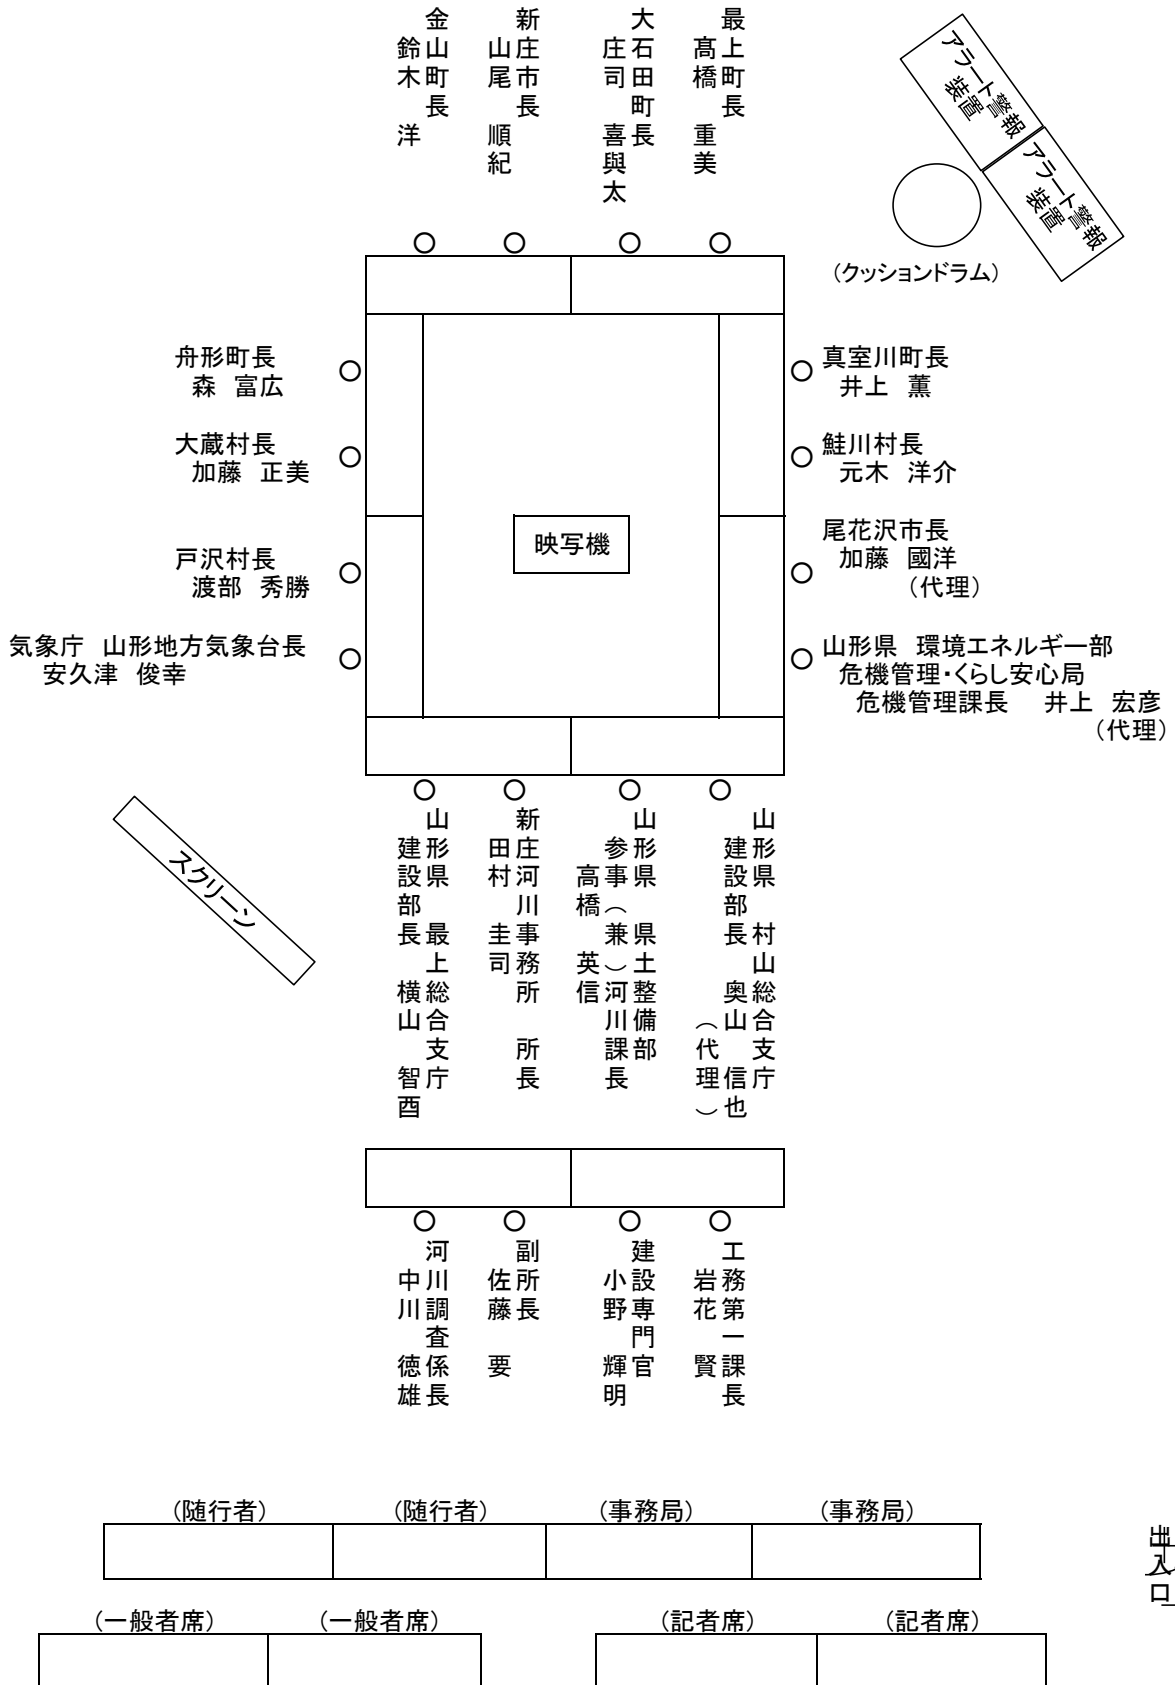 金山町長
鈴木　洋
新庄市長
山尾　順紀
大石田町長
庄司　喜與太
最上町長
髙橋　重美
アラート警報
装置
アラート警報
装置
（クッションドラム）
舟形町長
森　富広
真室川町長
井上　薫
大蔵村長
加藤　正美
鮭川村長
元木　洋介
映写機
戸沢村長
渡部　秀勝
尾花沢市長
加藤　國洋
（代理）
気象庁　山形地方気象台長
安久津　俊幸
山形県　環境エネルギー部
危機管理・くらし安心局
危機管理課長　井上　宏彦
（代理）
スクリーン
山形県　最上総合支庁
建設部長　横山　智酉
新庄河川事務所　所長
田村　圭司
山形県　県土整備部
参事（兼）河川課長
高橋　英信
山形県　村山総合支庁
建設部長　奥山　信也
（代理）
河川調査係長
中川　徳雄
副所長
佐藤　要
建設専門官
小野　輝明
工務第一課長
岩花　賢
（随行者）
（随行者）
（事務局）
（事務局）
出入口
（一般者席）
（一般者席）
（記者席）
（記者席）